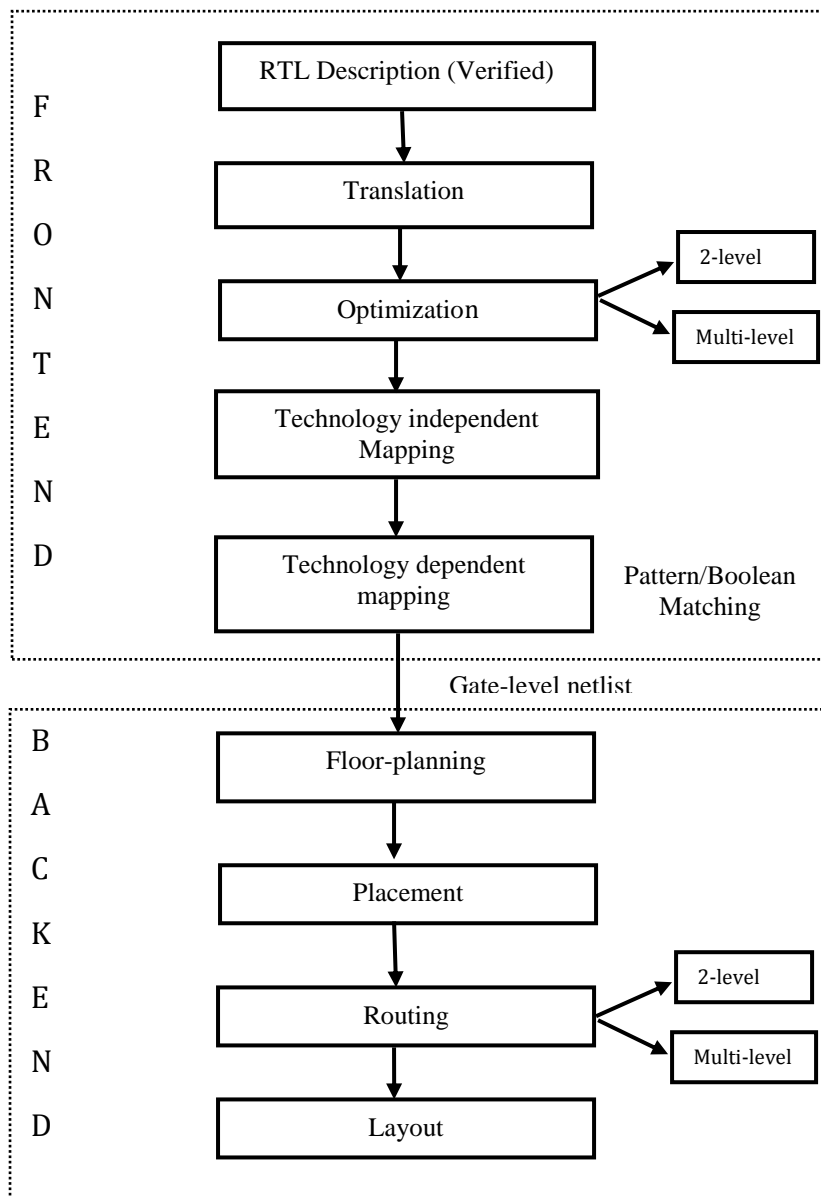 RTL Description (Verified)
Translation
Optimization
2-level
Multi-level
Technology independent
Mapping
Technology dependent
mapping
Pattern/Boolean
Matching
F
R
O
N
T
E
N
D
Gate-level netlist
B
A
C
K
E
N
D
Floor-planning
Placement
Routing
2-level
Multi-level
Layout